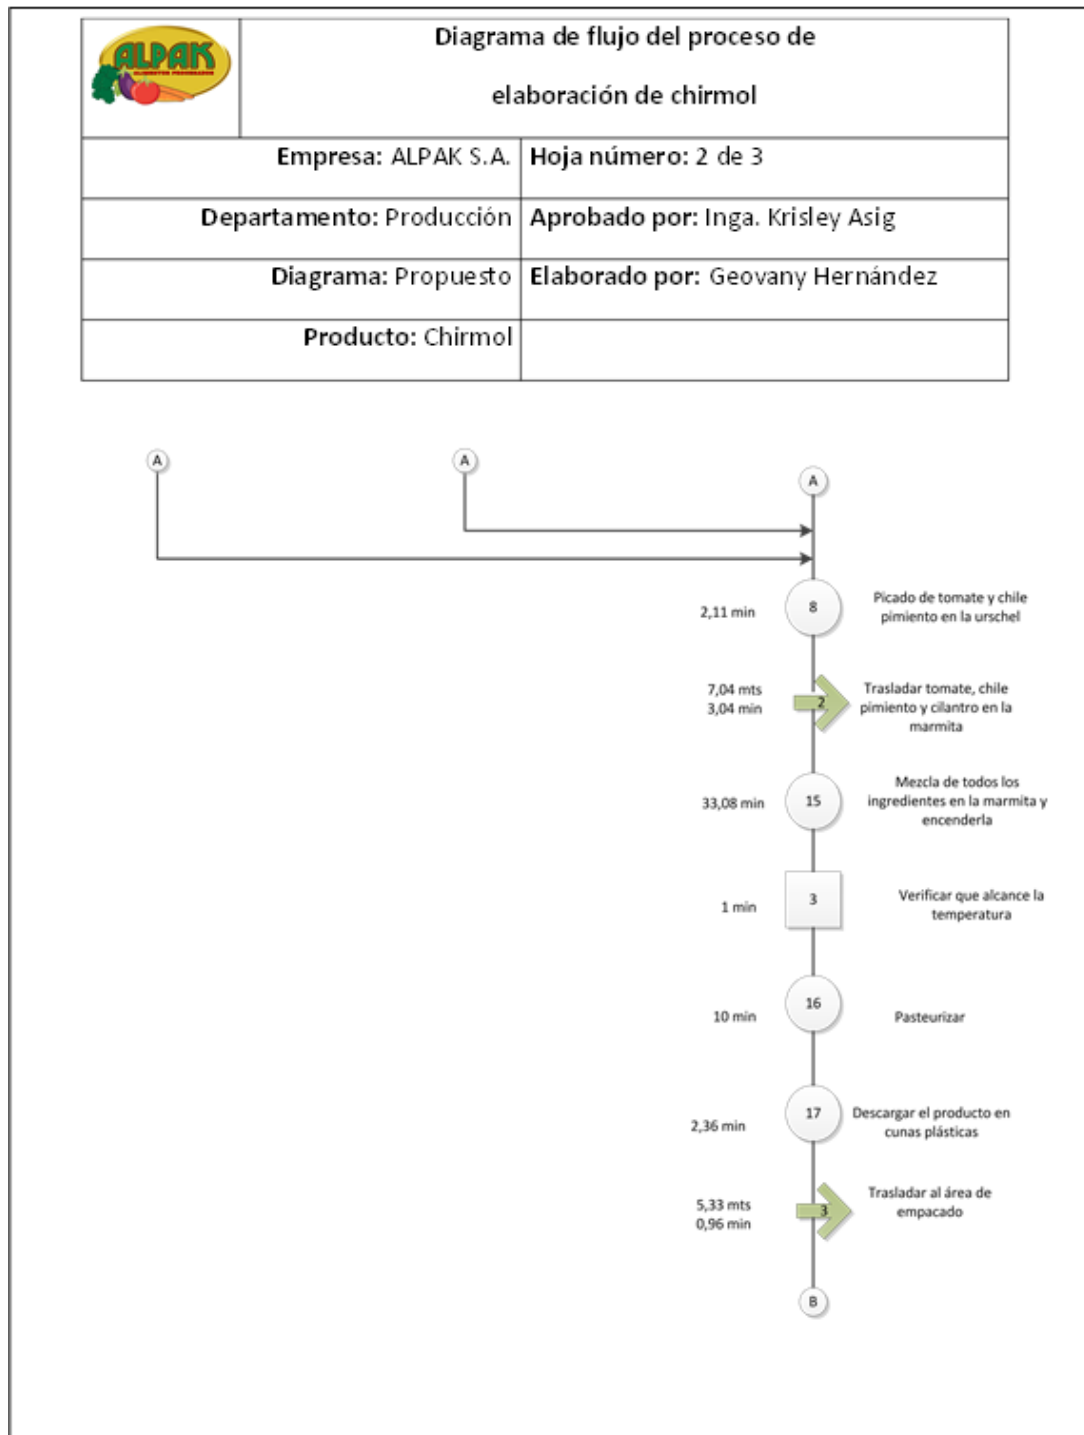 ALPAK
ALIMENTOS PROCESADOS
Diagrama de flujo del proceso de
elaboración de chirmol
Empresa: ALPAK S.A.
Hoja número: 2 de 3
Departamento: Producción
Aprobado por: Inga. Krisley Asig
Diagrama: Propuesto
Elaborado por: Geovany Hernández
Producto: Chirmol
A
A
A
2,11 min
8
Picado de tomate y chile
pimiento en la urschel
7,04 mts
3,04 min
2
Trasladar tomate, chile
pimiento y cilantro en la
marmita
33,08 min
15
Mezcla de todos los
ingredientes en la marmita y
encenderla
1 min
3
Verificar que alcance la
temperatura
10 min
16
Pasteurizar
2,36 min
17
Descargar el producto en
cunas plásticas
5,33 mts
0,96 min
3
Trasladar al área de
empacado
B